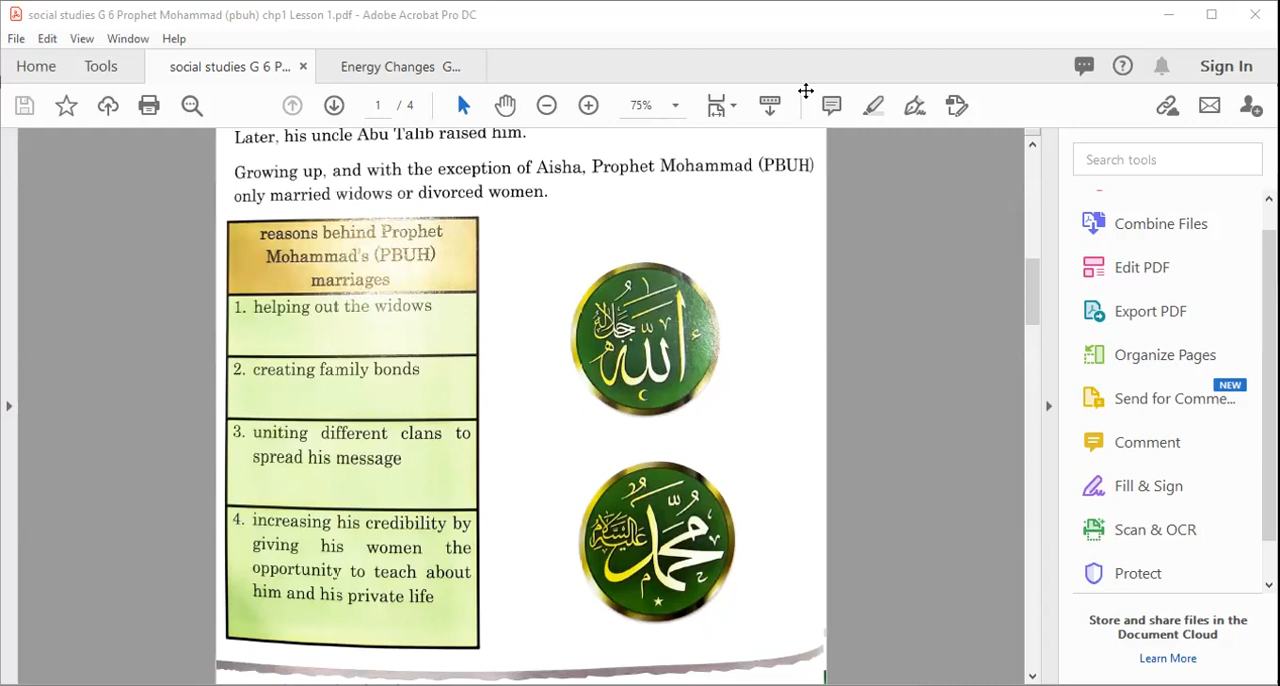 social studies G 6 Prophet Mohammad (pbuh) chp1 Lesson 1.pdf - Adobe Acrobat Pro DC
File Edit View Window Help
Home Tools social studies G 6 P... × Energy Changes G... Sign In
1 / 4 75%
Later, his uncle Abu Talib raised him.
Growing up, and with the exception of Aisha, Prophet Mohammad (PBUH)
only married widows or divorced women.
reasons behind Prophet
Mohammad's (PBUH)
marriages
1. helping out the widows
2. creating family bonds
3. uniting different clans to
spread his message
4. increasing his credibility by
giving his women the
opportunity to teach about
him and his private life
الله
جل جلاله
محمد
عليه السلام
Search tools
Combine Files
Edit PDF
Export PDF
Organize Pages
NEW
Send for Comme...
Comment
Fill & Sign
Scan & OCR
Protect
Store and share files in the
Document Cloud
Learn More